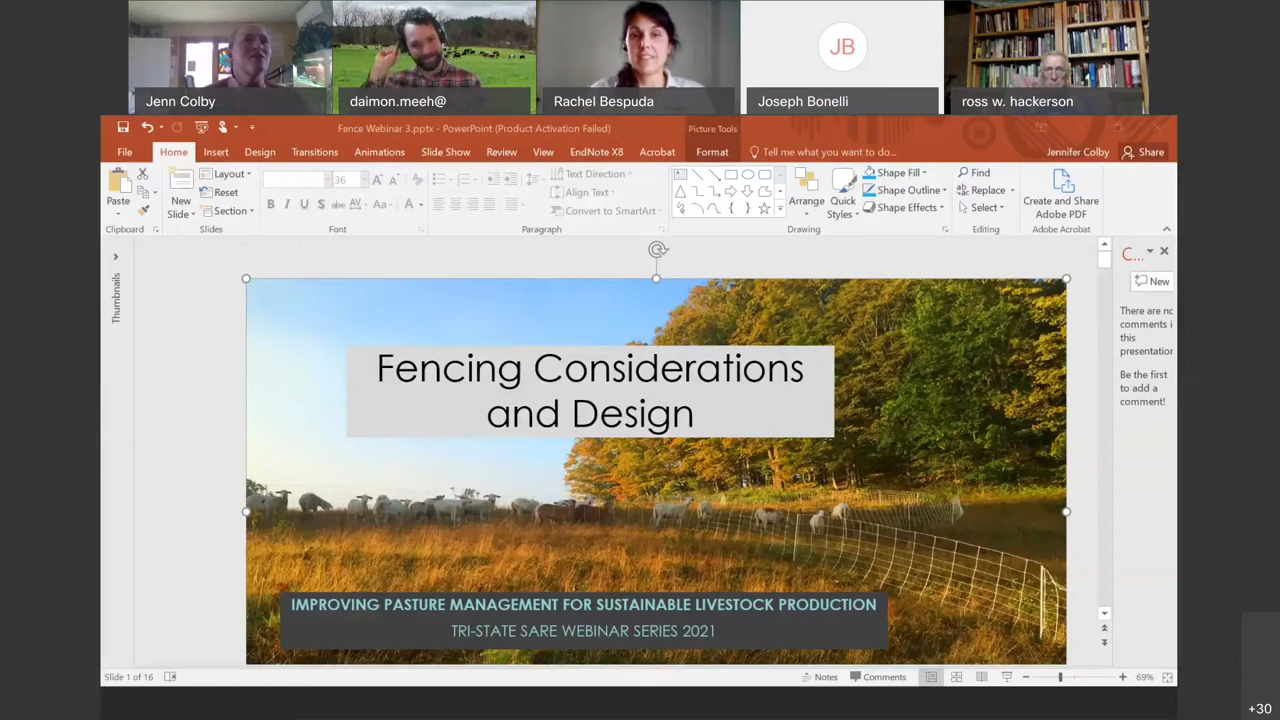 JB
Jenn Colby
daimon.meeh@
Rachel Bespuda
Joseph Bonelli
ross w. hackerson
Fence Webinar 3.pptx - PowerPoint (Product Activation Failed)
Picture Tools
File
Home
Insert
Design
Transitions
Animations
Slide Show
Review
View
EndNote X8
Acrobat
Format
Tell me what you want to do...
Jennifer Colby
Share
Paste
New
Slide
Layout
Reset
Section
36
B I U S abc AV Aa A
Text Direction
Align Text
Convert to SmartArt
Arrange
Quick
Styles
Shape Fill
Shape Outline
Shape Effects
Find
Replace
Select
Create and Share
Adobe PDF
Clipboard
Slides
Font
Paragraph
Drawing
Editing
Adobe Acrobat
Thumbnails
C...
New
There are no
comments i
this
presentation
Be the first
to add a
comment!
Fencing Considerations
and Design
IMPROVING PASTURE MANAGEMENT FOR SUSTAINABLE LIVESTOCK PRODUCTION
TRI-STATE SARE WEBINAR SERIES 2021
Slide 1 of 16
Notes
Comments
69%
+30